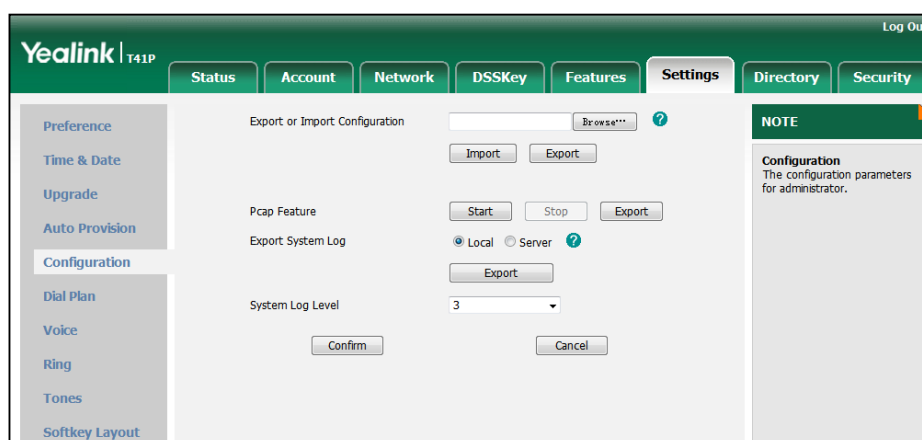 Log Ou
Yealink T41P
Status Account Network DSSKey Features Settings Directory Security
Preference
Time & Date
Upgrade
Auto Provision
Configuration
Dial Plan
Voice
Ring
Tones
Softkey Layout
Export or Import Configuration Browse... ?
Import Export
Pcap Feature Start Stop Export
Export System Log Local Server ?
Export
System Log Level 3
Confirm Cancel
NOTE
Configuration
The configuration parameters
for administrator.